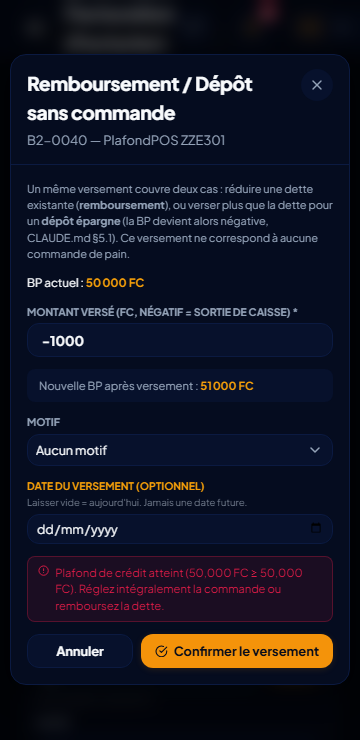 Remboursement / Dépôt
sans commande
B2-0040 — PlafondPOS ZZE301
Un même versement couvre deux cas : réduire une dette
existante (remboursement), ou verser plus que la dette pour
un dépôt épargne (la BP devient alors négative,
CLAUDE.md §5.1). Ce versement ne correspond à aucune
commande de pain.
BP actuel : 50 000 FC
MONTANT VERSÉ (FC, NÉGATIF = SORTIE DE CAISSE) *
-1000
Nouvelle BP après versement : 51 000 FC
MOTIF
Aucun motif
DATE DU VERSEMENT (OPTIONNEL)
Laisser vide = aujourd'hui. Jamais une date future.
dd/mm/yyyy
Plafond de crédit atteint (50.000 FC ≥ 50.000
FC). Réglez intégralement la commande ou
remboursez la dette.
Annuler
Confirmer le versement